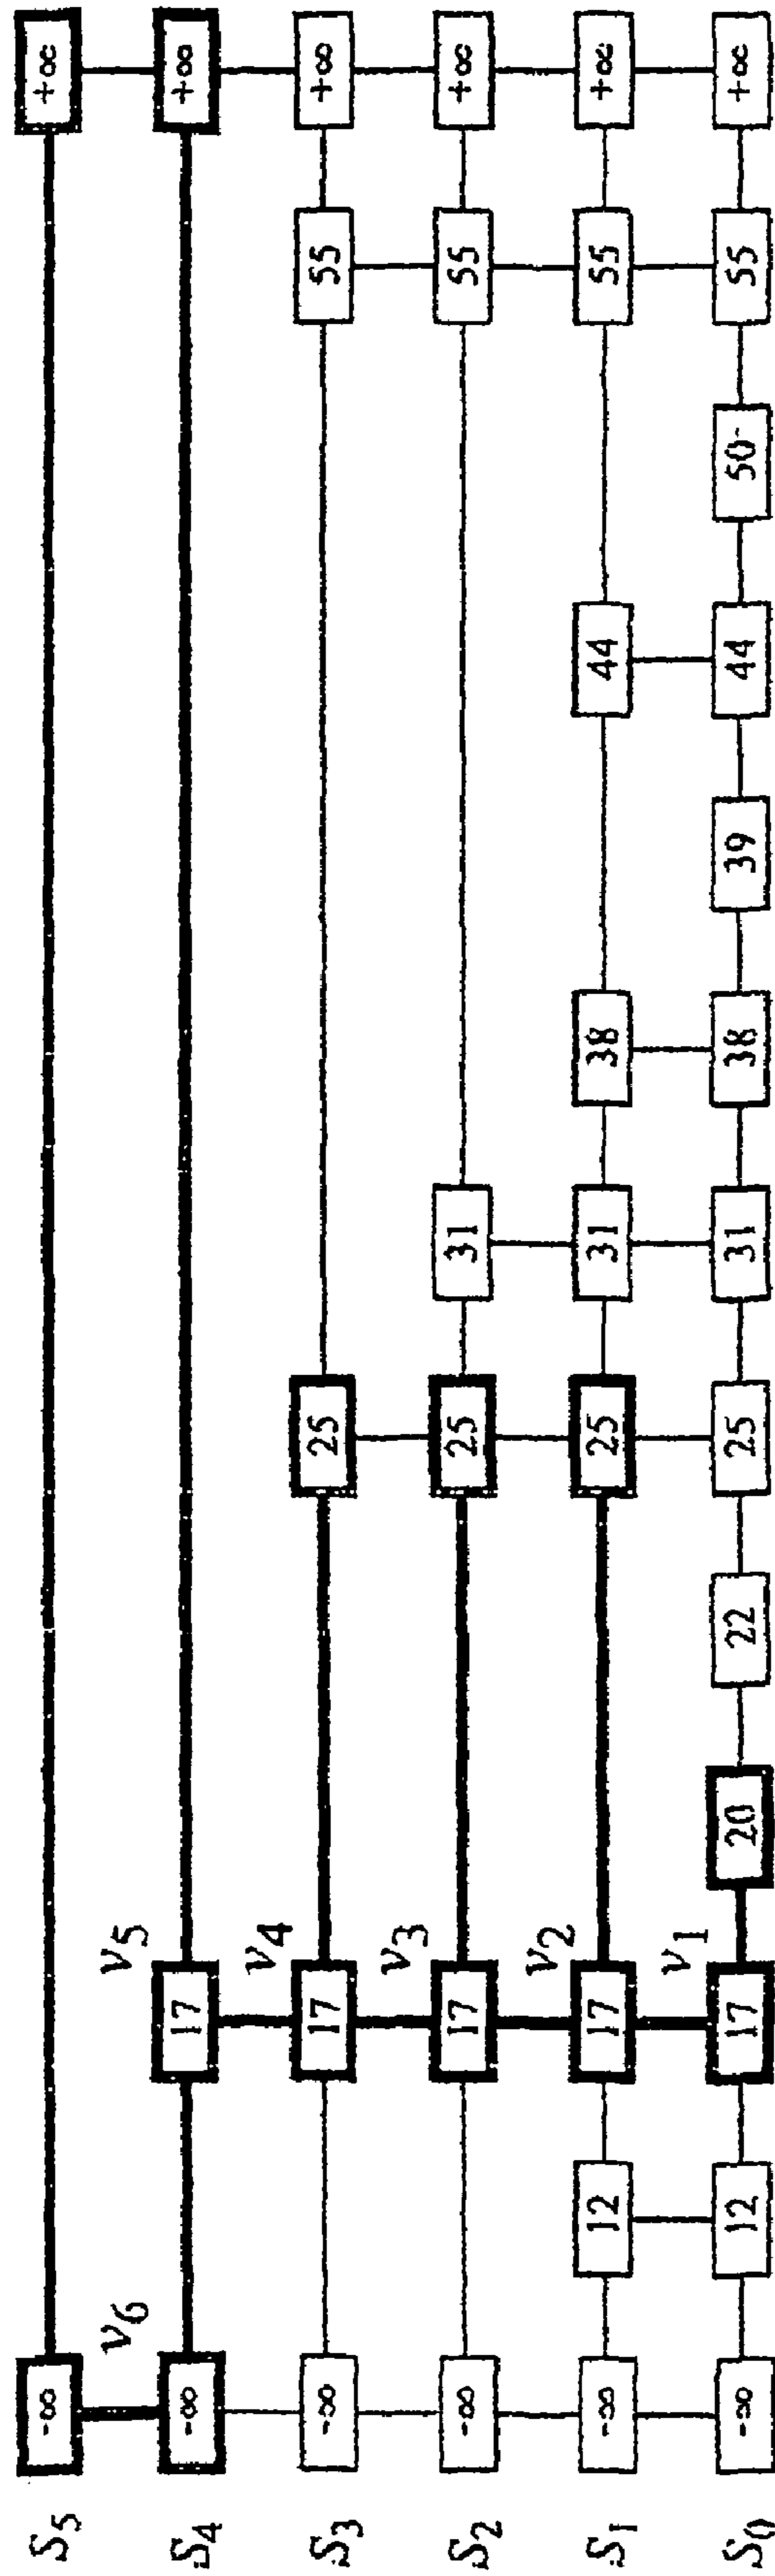 S5 -∞ +∞
v6 v5
S4 -∞ 17 +∞
v4
S3 -∞ 17 25 55 +∞
v3
S2 -∞ 17 25 31 55 +∞
v2
S1 -∞ 12 17 25 31 38 44 55 +∞
v1
S0 -∞ 12 17 20 22 25 31 38 39 44 50 55 +∞